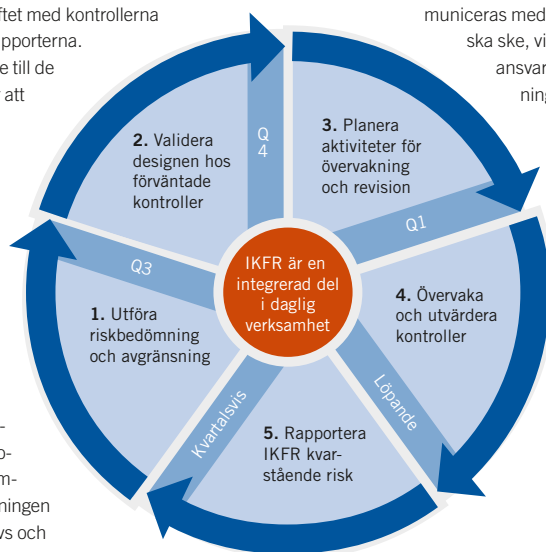 ftet med kontrollerna
pporterna.
e till de
att
municeras med
ska ske, vi
ansvar
ning
2. Validera
designen hos
förväntade
kontroller
Q
4
3. Planera
aktiviteter för
övervakning
och revision
Q1
Q3
IKFR är en
integrerad del
i daglig
verksamhet
1. Utföra
riskbedömning
och avgränsning
4. Övervaka
och utvärdera
kontroller
Kvartalsvis
Löpande
5. Rapportera
IKFR kvar-
stående risk
-
p-
m-
ningen
vs och